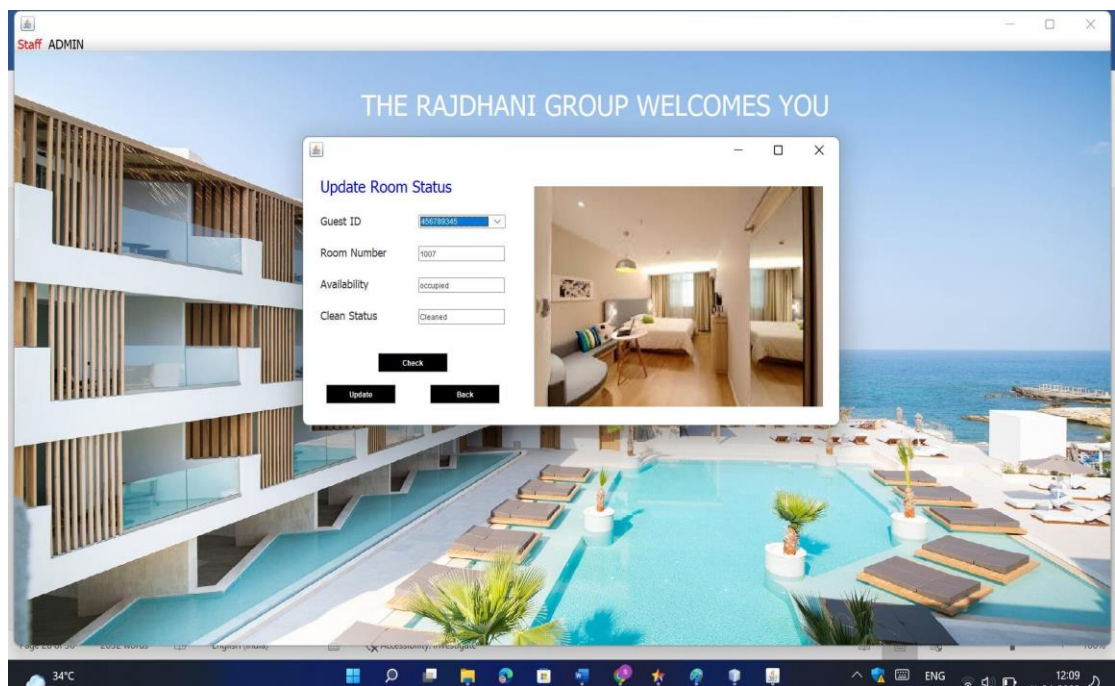 Staff ADMIN
THE RAJDHANI GROUP WELCOMES YOU
Update Room Status
Guest ID 456789345
Room Number 1007
Availability occupied
Clean Status Cleaned
Check
Update Back
34°C
ENG
12:09